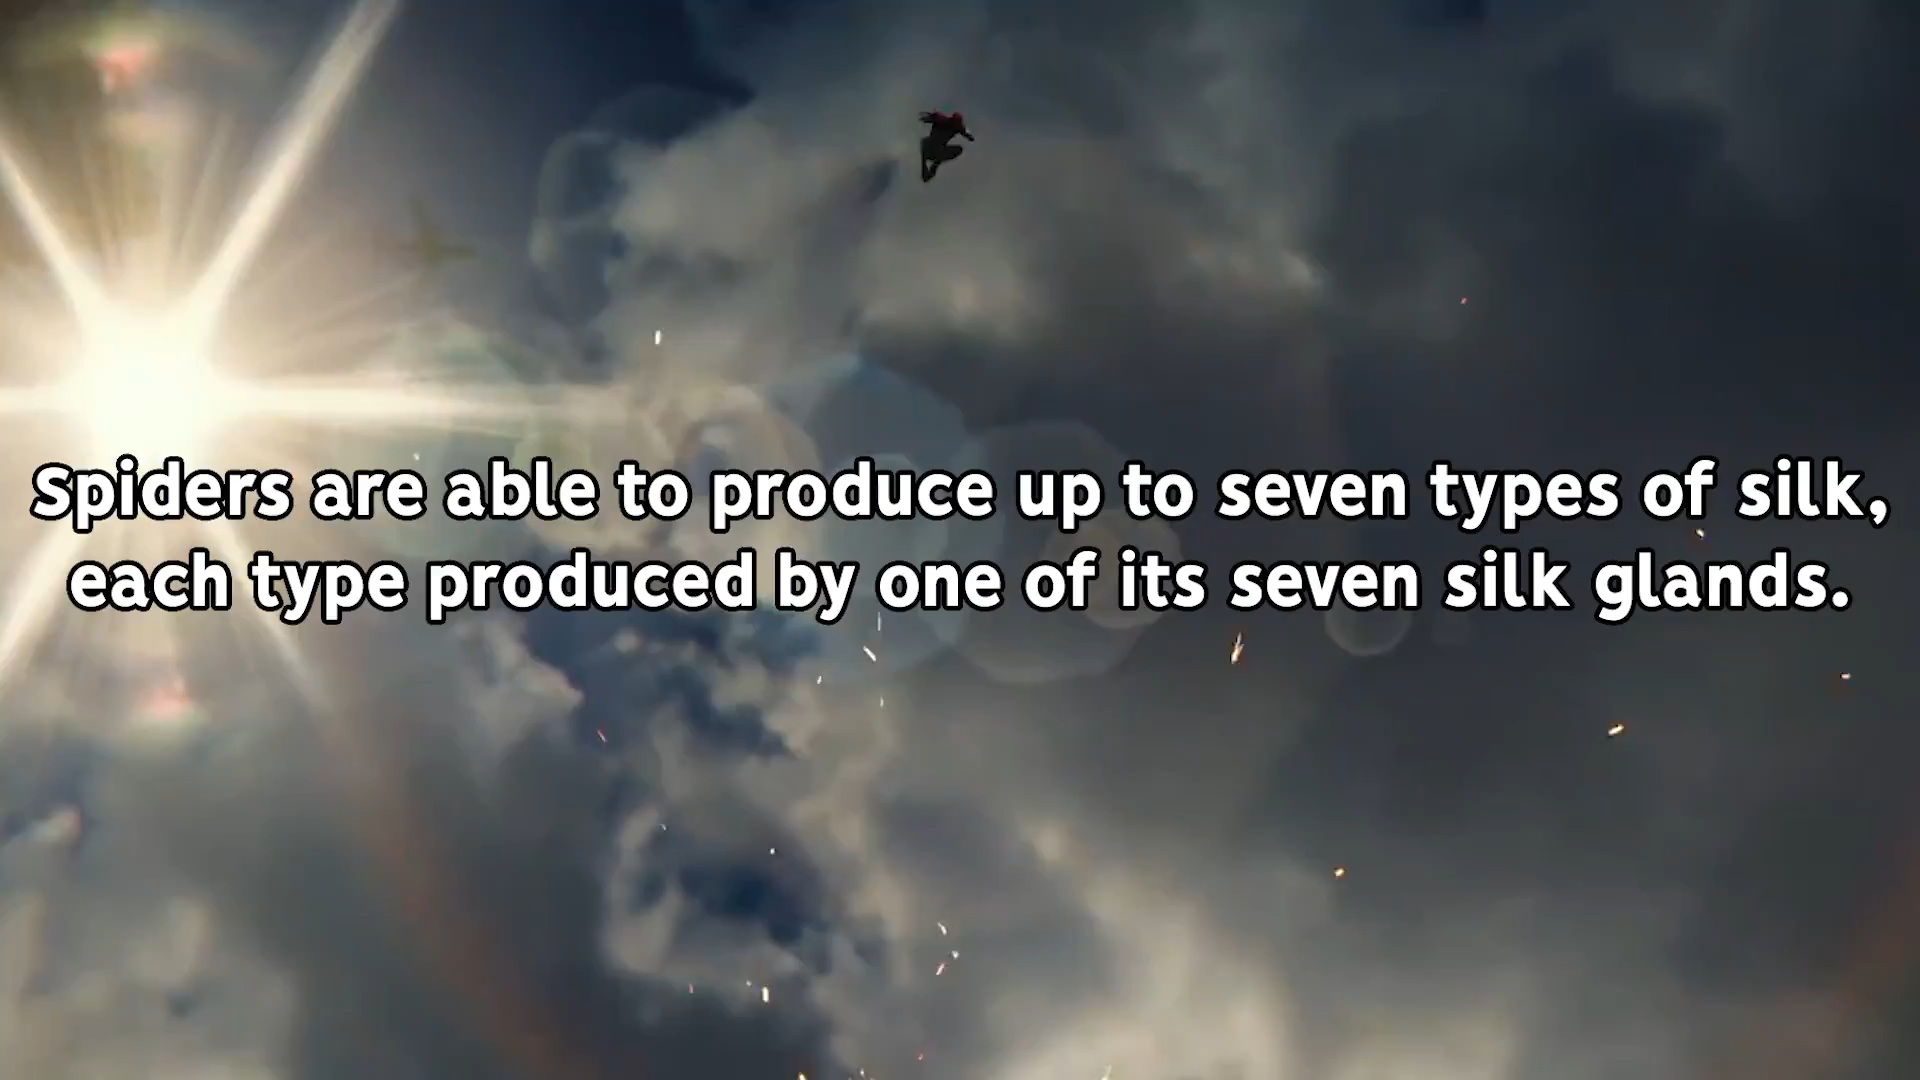 Spiders are able to produce up to seven types of silk,
each type produced by one of its seven silk glands.